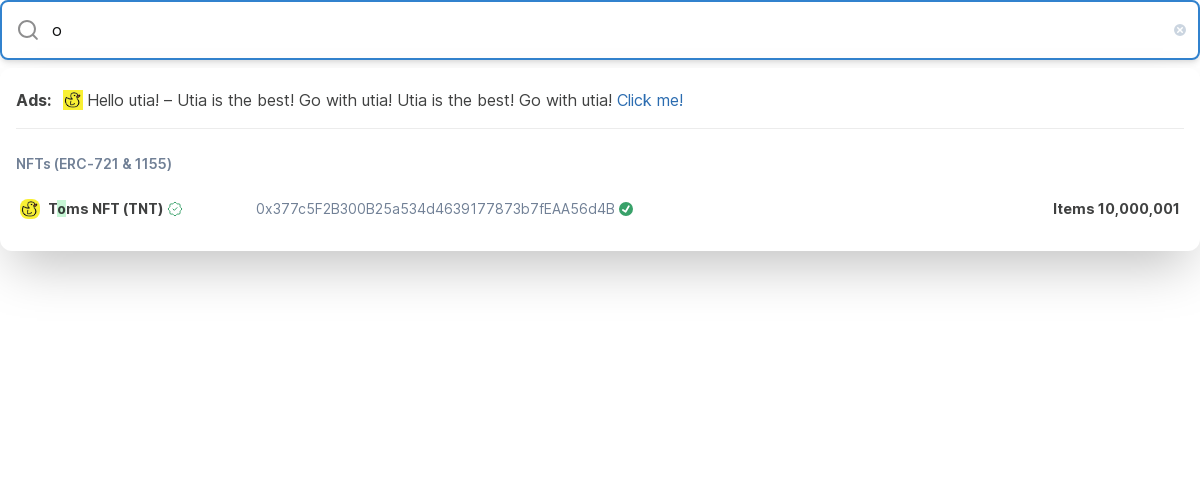 o
Ads: Hello utia! – Utia is the best! Go with utia! Utia is the best! Go with utia! Click me!
NFTs (ERC-721 & 1155)
Toms NFT (TNT) 0x377c5F2B300B25a534d4639177873b7fEAA56d4B Items 10,000,001